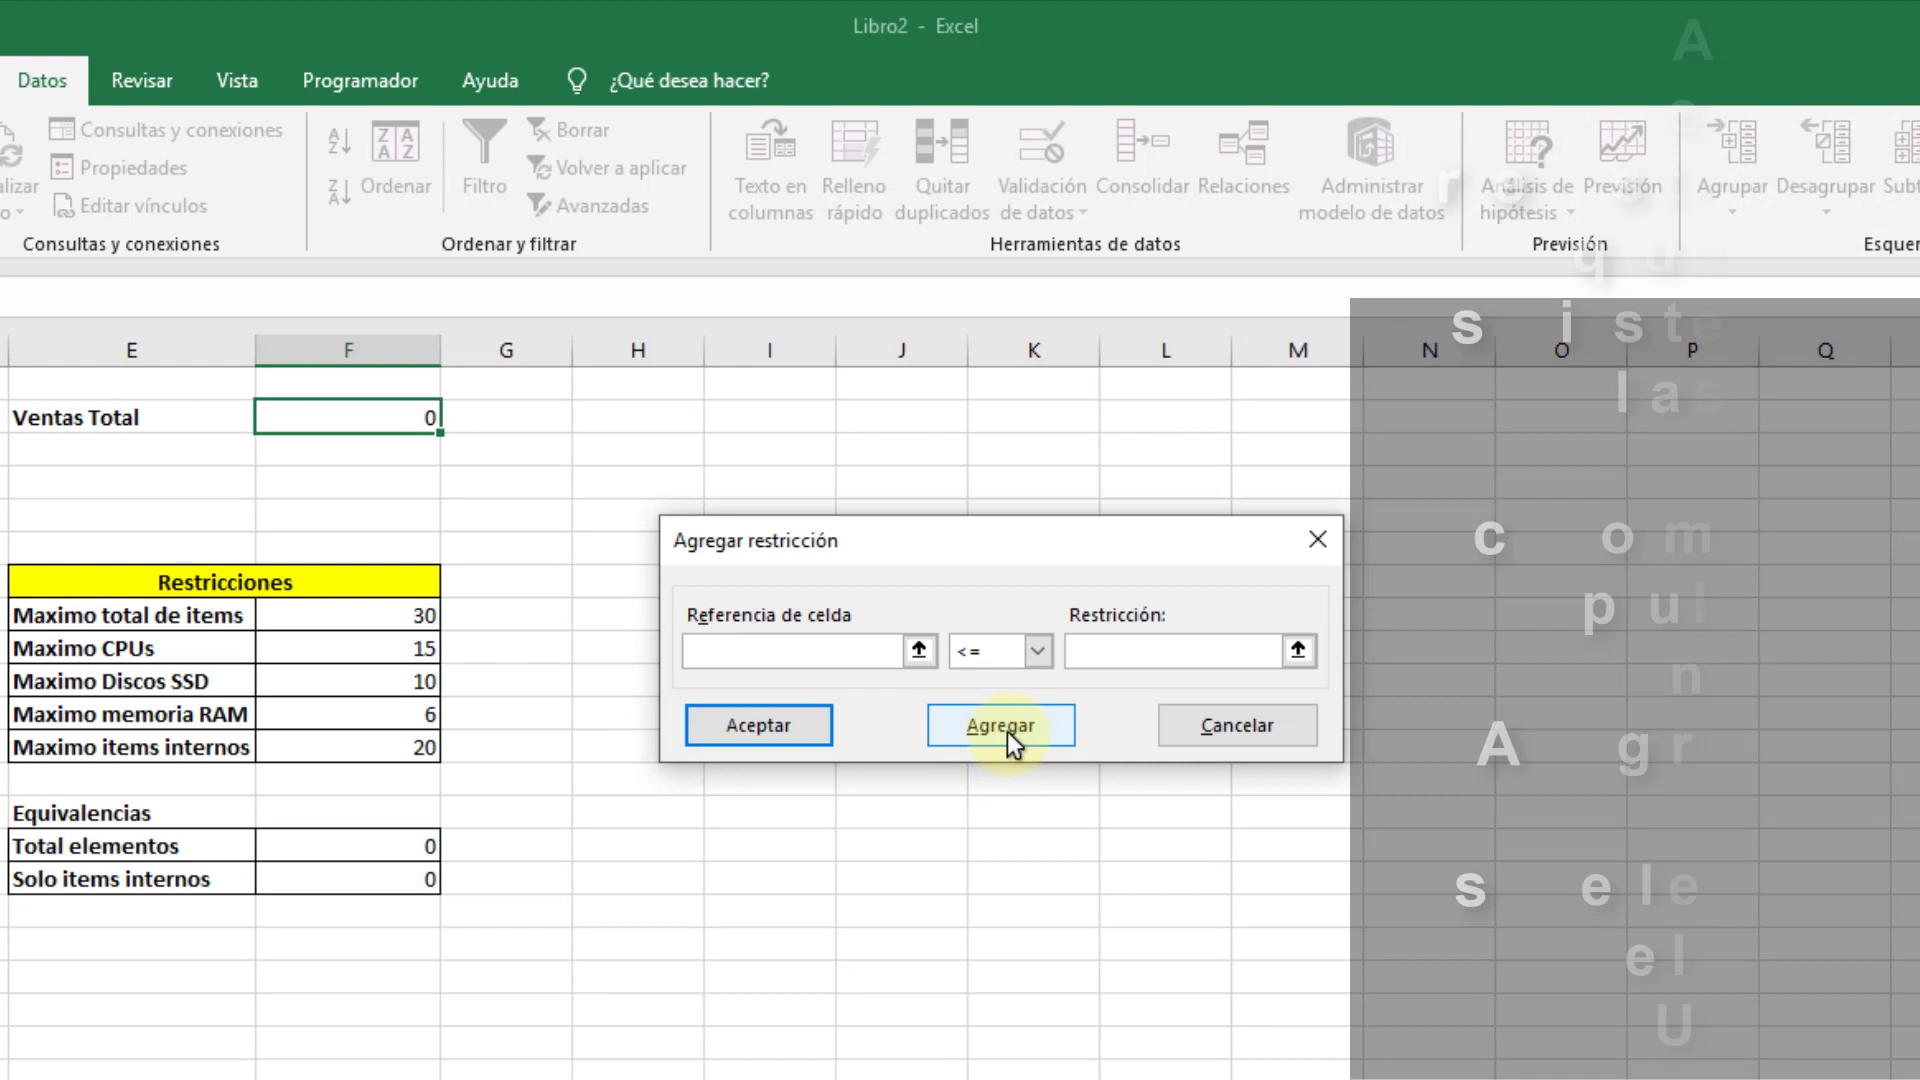 Libro2 - Excel
Datos Revisar Vista Programador Ayuda ¿Qué desea hacer?
Consultas y conexiones
Propiedades
Editar vínculos
Consultas y conexiones
Ordenar
Filtro
Borrar
Volver a aplicar
Avanzadas
Ordenar y filtrar
Texto en columnas
Relleno rápido
Quitar duplicados
Validación de datos
Consolidar
Relaciones
Administrar modelo de datos
Herramientas de datos
Análisis de hipótesis
Previsión
Previsión
Agrupar
Desagrupar
E F G H I J K L M N O P Q
Ventas Total 0
Restricciones
Maximo total de items 30
Maximo CPUs 15
Maximo Discos SSD 10
Maximo memoria RAM 6
Maximo items internos 20
Equivalencias
Total elementos 0
Solo items internos 0
Agregar restricción
Referencia de celda Restricción:
<=
Aceptar Agregar Cancelar